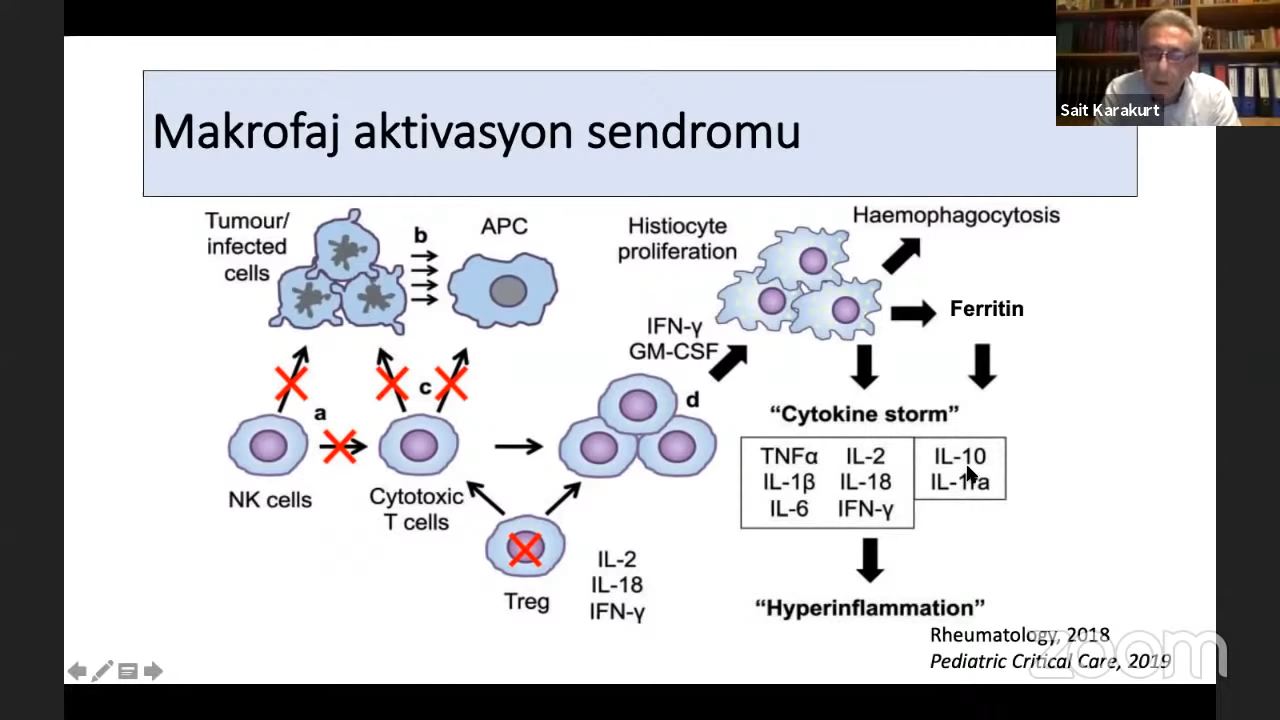 Sait Karakurt
Makrofaj aktivasyon sendromu
Tumour/
infected
cells
b
APC
Histiocyte
proliferation
Haemophagocytosis
IFN-γ
GM-CSF
Ferritin
a
c
d
NK cells
Cytotoxic
T cells
Treg
IL-2
IL-18
IFN-γ
“Cytokine storm”
TNFα IL-2
IL-1β IL-18
IL-6 IFN-γ
IL-10
IL-1ra
“Hyperinflammation”
Rheumatology, 2018
Pediatric Critical Care, 2019
zoom